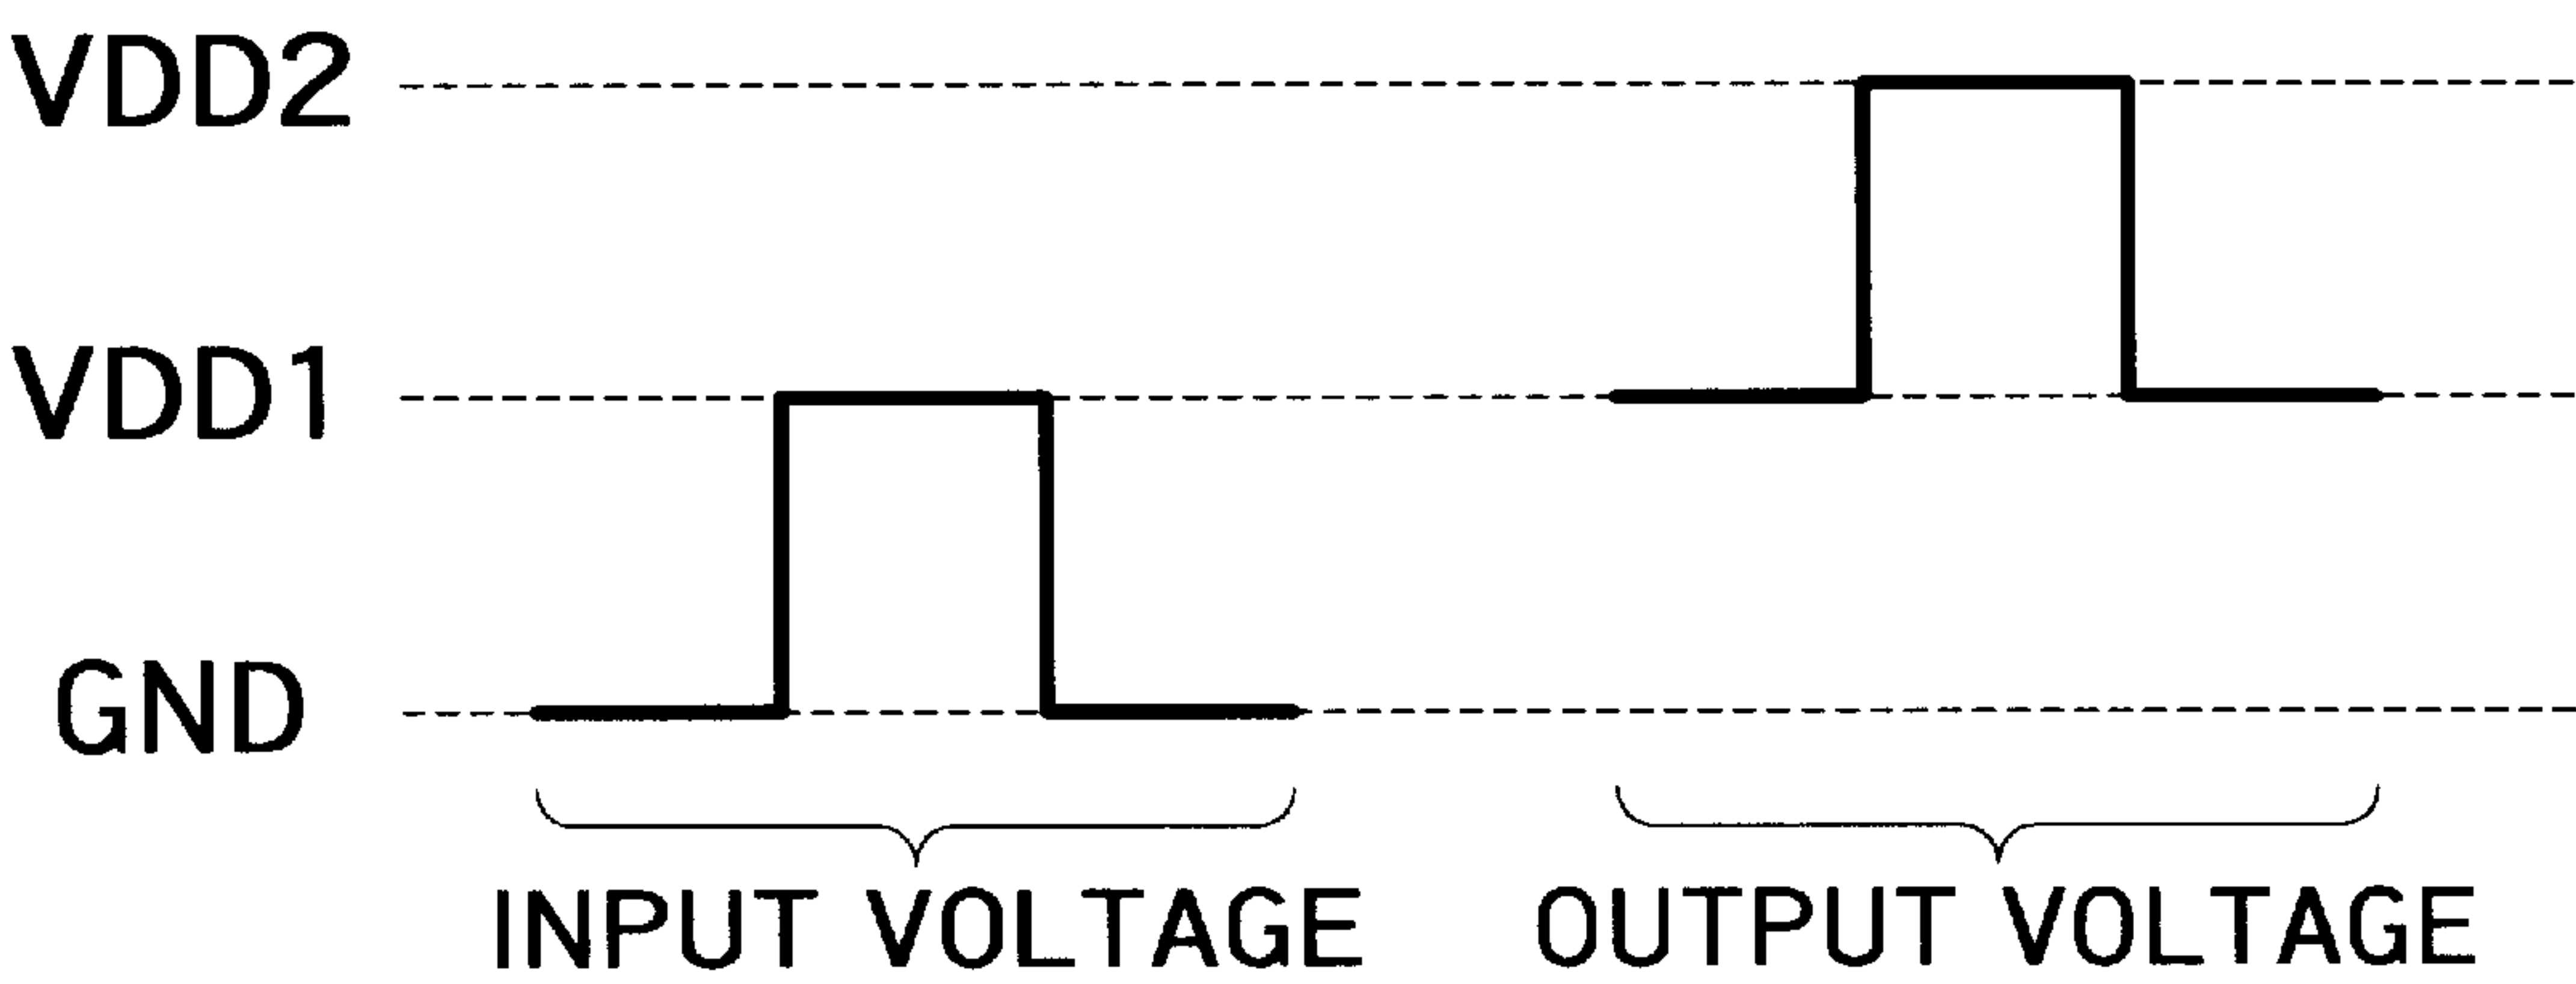 VDD2
VDD1
GND
INPUT VOLTAGE
OUTPUT VOLTAGE